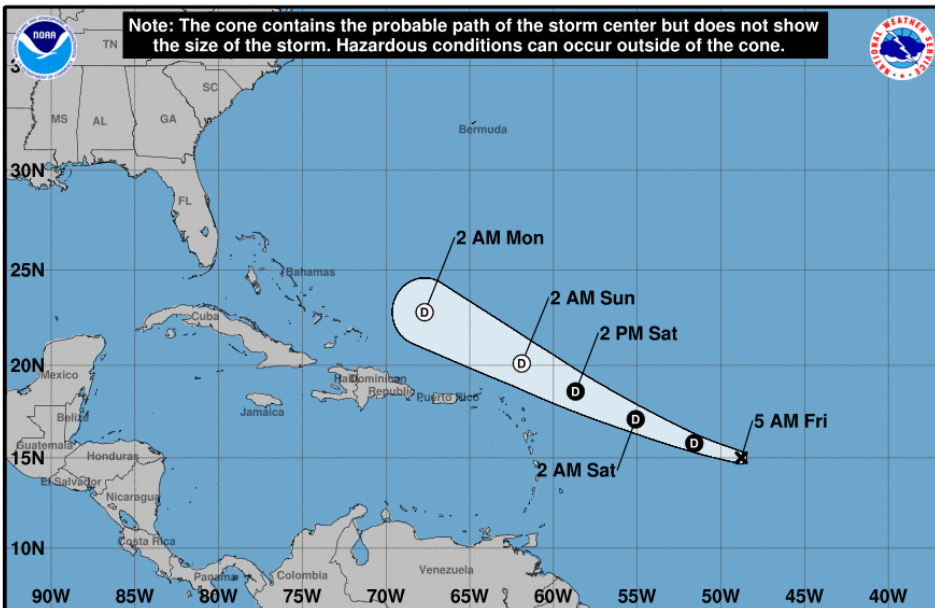 Note: The cone contains the probable path of the storm center but does not show
the size of the storm. Hazardous conditions can occur outside of the cone.
NOAA
NATIONAL WEATHER SERVICE
TN
SC
MS
AL
GA
Bermuda
30N
FL
2 AM Mon
25N
Bahamas
2 AM Sun
D
Cuba
2 PM Sat
20N
D
Mexico
Dominican
Republic
D
Puerto Rico
Jamaica
Belize
D
5 AM Fri
Guatemala
D
15N
Honduras
2 AM Sat
El Salvador
Nicaragua
Costa Rica
10N
Panama
Colombia
Venezuela
90W 85W 80W 75W 70W 65W 60W 55W 50W 45W 40W